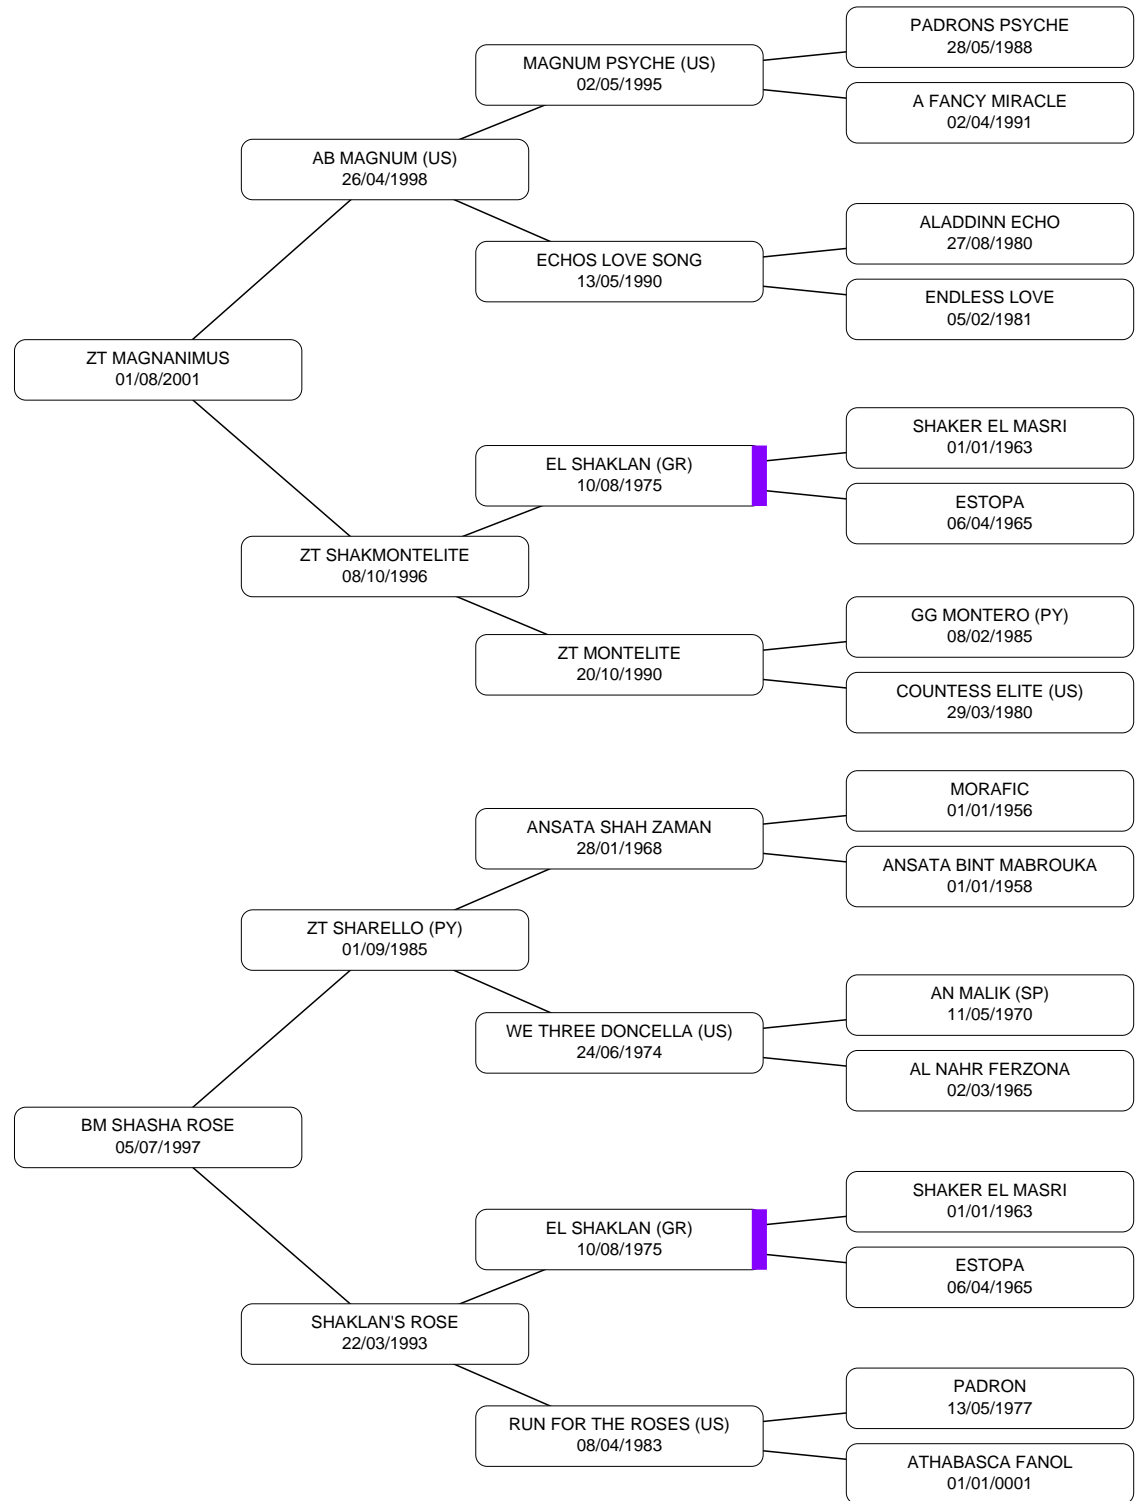 PADRONS PSYCHE
28/05/1988
MAGNUM PSYCHE (US)
02/05/1995
A FANCY MIRACLE
02/04/1991
AB MAGNUM (US)
26/04/1998
ALADDINN ECHO
27/08/1980
ECHOS LOVE SONG
13/05/1990
ENDLESS LOVE
05/02/1981
ZT MAGNANIMUS
01/08/2001
SHAKER EL MASRI
01/01/1963
EL SHAKLAN (GR)
10/08/1975
ESTOPA
06/04/1965
ZT SHAKMONTELITE
08/10/1996
GG MONTERO (PY)
08/02/1985
ZT MONTELITE
20/10/1990
COUNTESS ELITE (US)
29/03/1980
MORAFIC
01/01/1956
ANSATA SHAH ZAMAN
28/01/1968
ANSATA BINT MABROUKA
01/01/1958
ZT SHARELLO (PY)
01/09/1985
AN MALIK (SP)
11/05/1970
WE THREE DONCELLA (US)
24/06/1974
AL NAHR FERZONA
02/03/1965
BM SHASHA ROSE
05/07/1997
SHAKER EL MASRI
01/01/1963
EL SHAKLAN (GR)
10/08/1975
ESTOPA
06/04/1965
SHAKLAN'S ROSE
22/03/1993
PADRON
13/05/1977
RUN FOR THE ROSES (US)
08/04/1983
ATHABASCA FANOL
01/01/0001